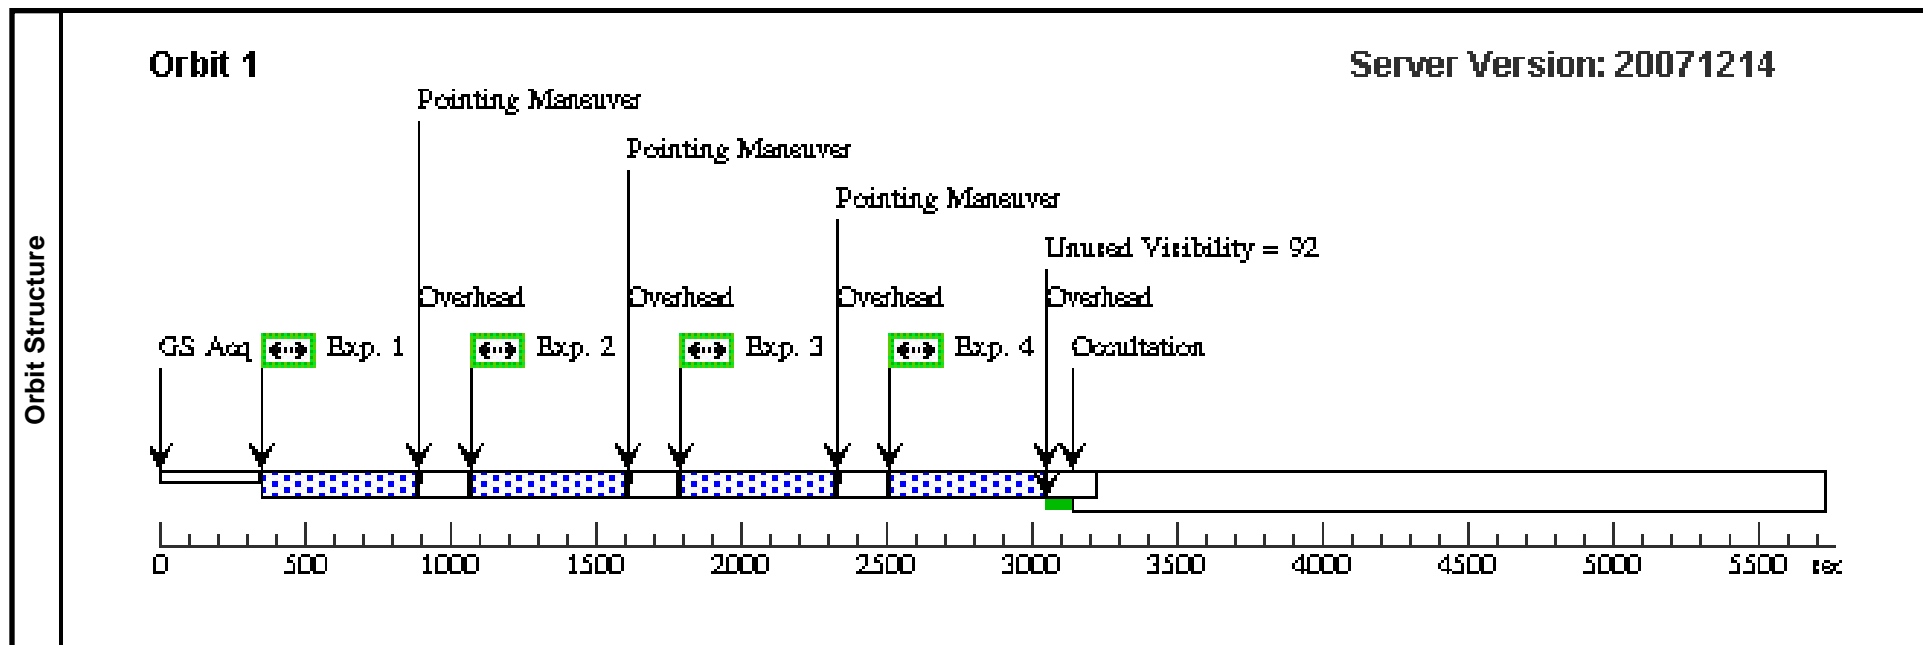 Orbit Structure
Orbit 1
Server Version: 20071214
Pointing Maneuver
Pointing Maneuver
Pointing Maneuver
Unused Visibility = 92
Overhead Overhead Overhead Overhead
GS Acq Exp. 1 Exp. 2 Exp. 3 Exp. 4 Occultation
0 500 1000 1500 2000 2500 3000 3500 4000 4500 5000 5500 sec